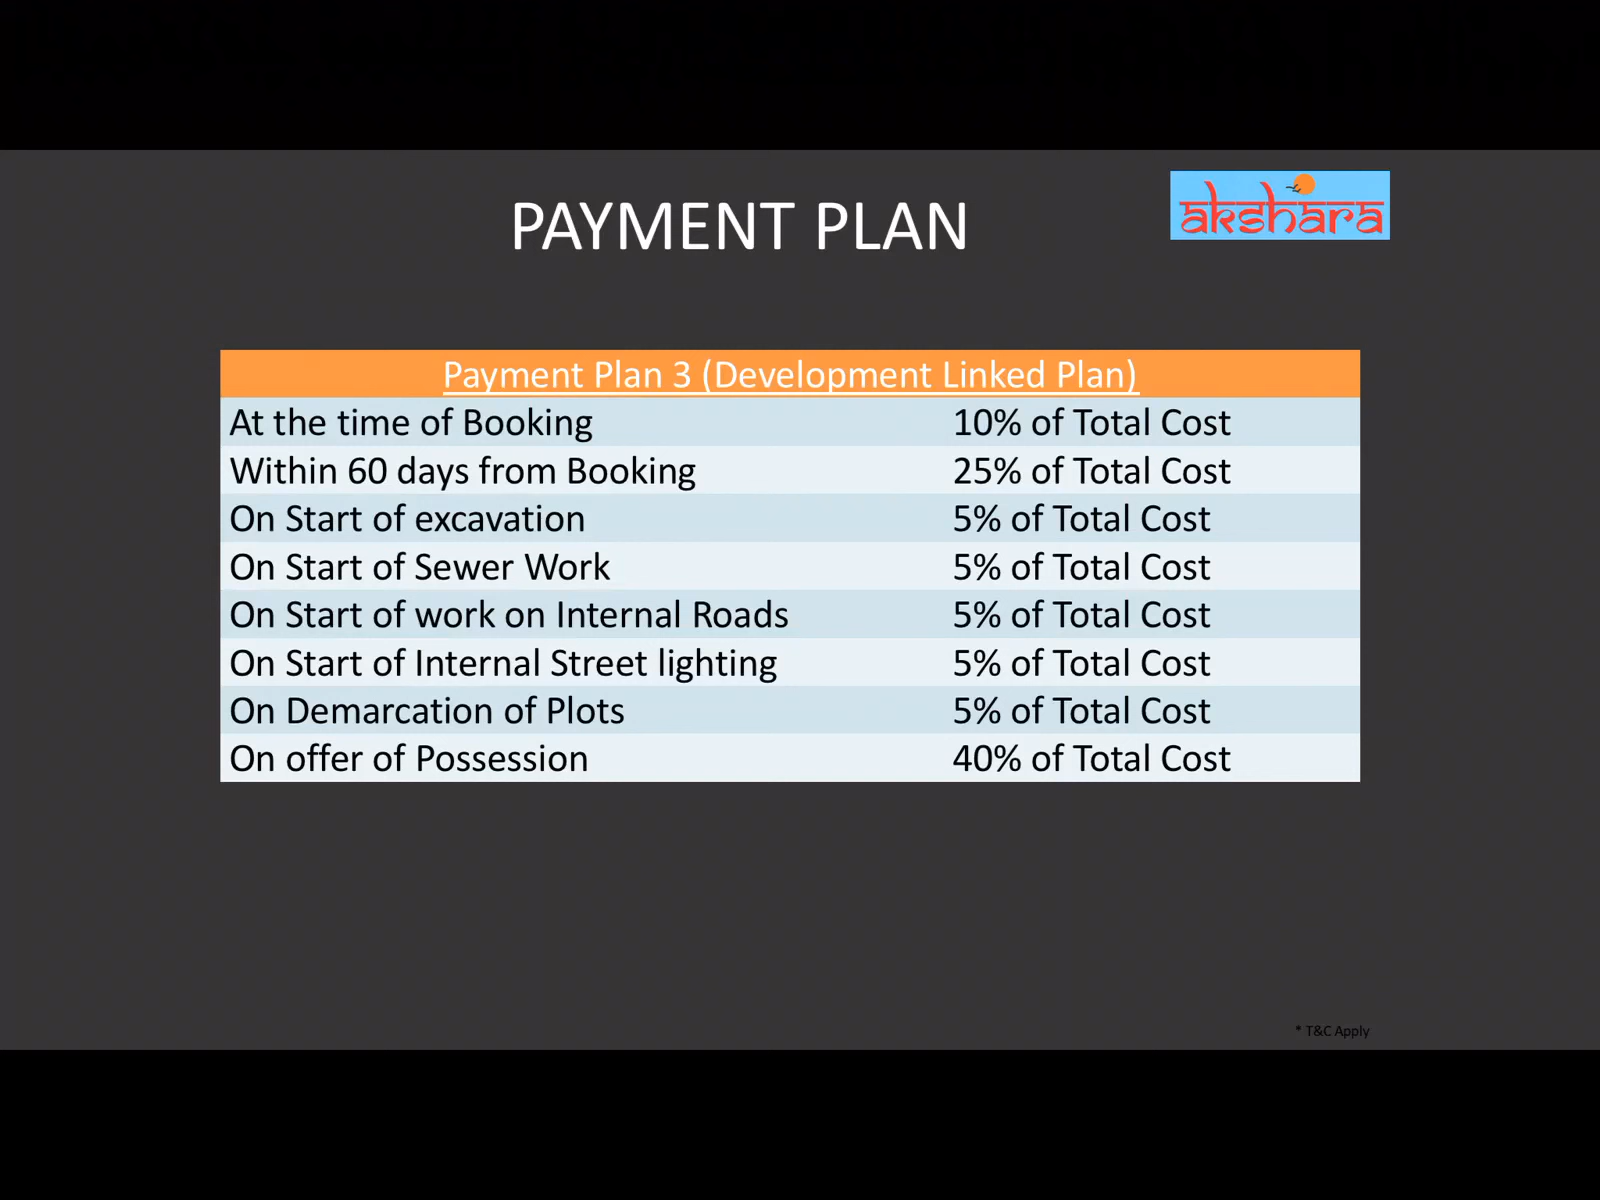 PAYMENT PLAN
akshara
Payment Plan 3 (Development Linked Plan)
At the time of Booking 10% of Total Cost
Within 60 days from Booking 25% of Total Cost
On Start of excavation 5% of Total Cost
On Start of Sewer Work 5% of Total Cost
On Start of work on Internal Roads 5% of Total Cost
On Start of Internal Street lighting 5% of Total Cost
On Demarcation of Plots 5% of Total Cost
On offer of Possession 40% of Total Cost
* T&C Apply